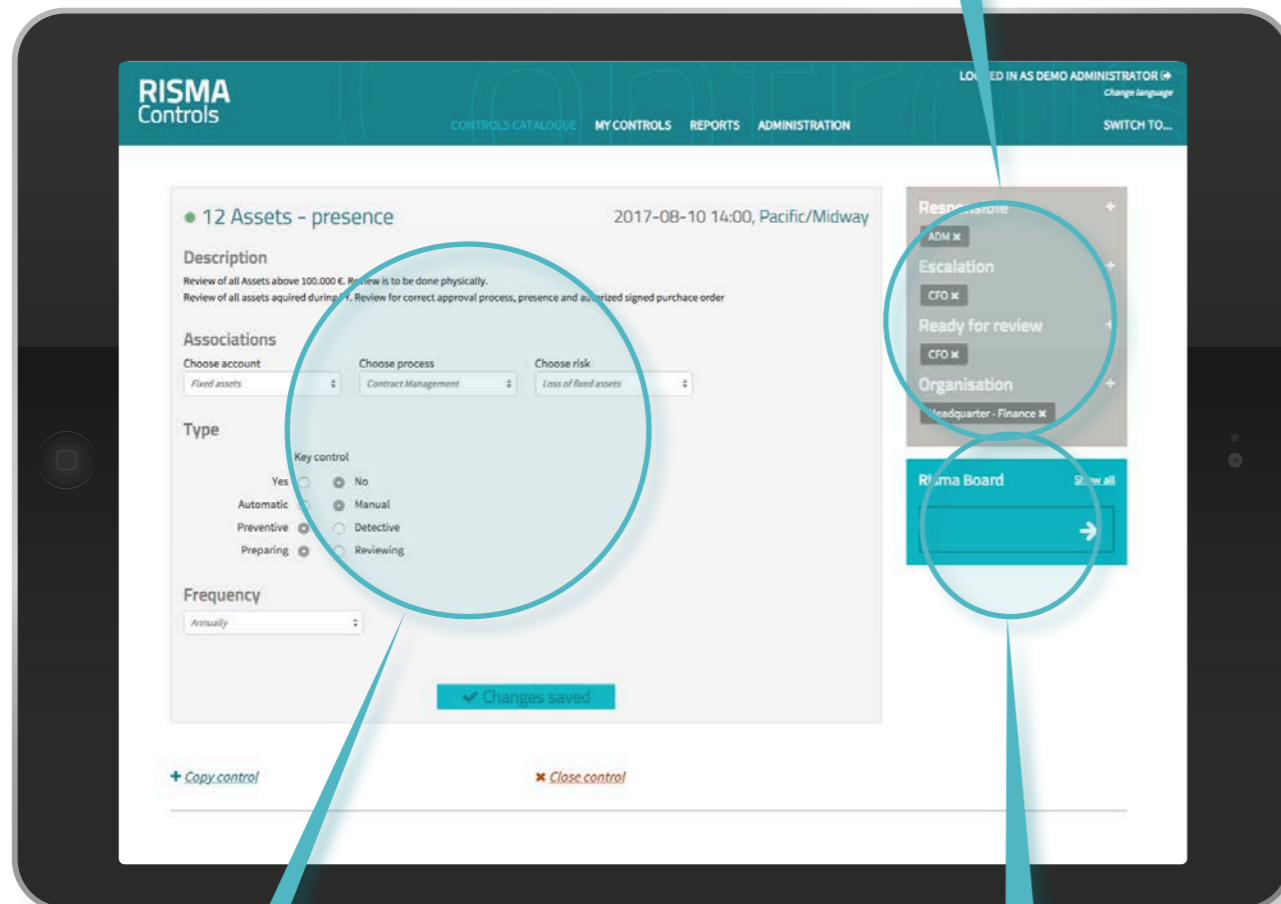 RISMA
Controls
LOGGED IN AS DEMO ADMINISTRATOR
Change language
CONTROLS CATALOGUE MY CONTROLS REPORTS ADMINISTRATION
SWITCH TO...
12 Assets - presence
2017-08-10 14:00, Pacific/Midway
Description
Review of all Assets above 100.000 €. Review is to be done physically.
Review of all assets aquired during FY. Review for correct approval process, presence and autorized signed purchace order
Associations
Choose account Choose process Choose risk
Fixed assets Contract Management Loss of fixed assets
Type
Key control
Yes No
Automatic Manual
Preventive Detective
Preparing Reviewing
Frequency
Annually
Changes saved
Copy control
Close control
Responsible
ADM
Escalation
CFO
Ready for review
CFO
Organisation
Headquarter - Finance
Risma Board Show all